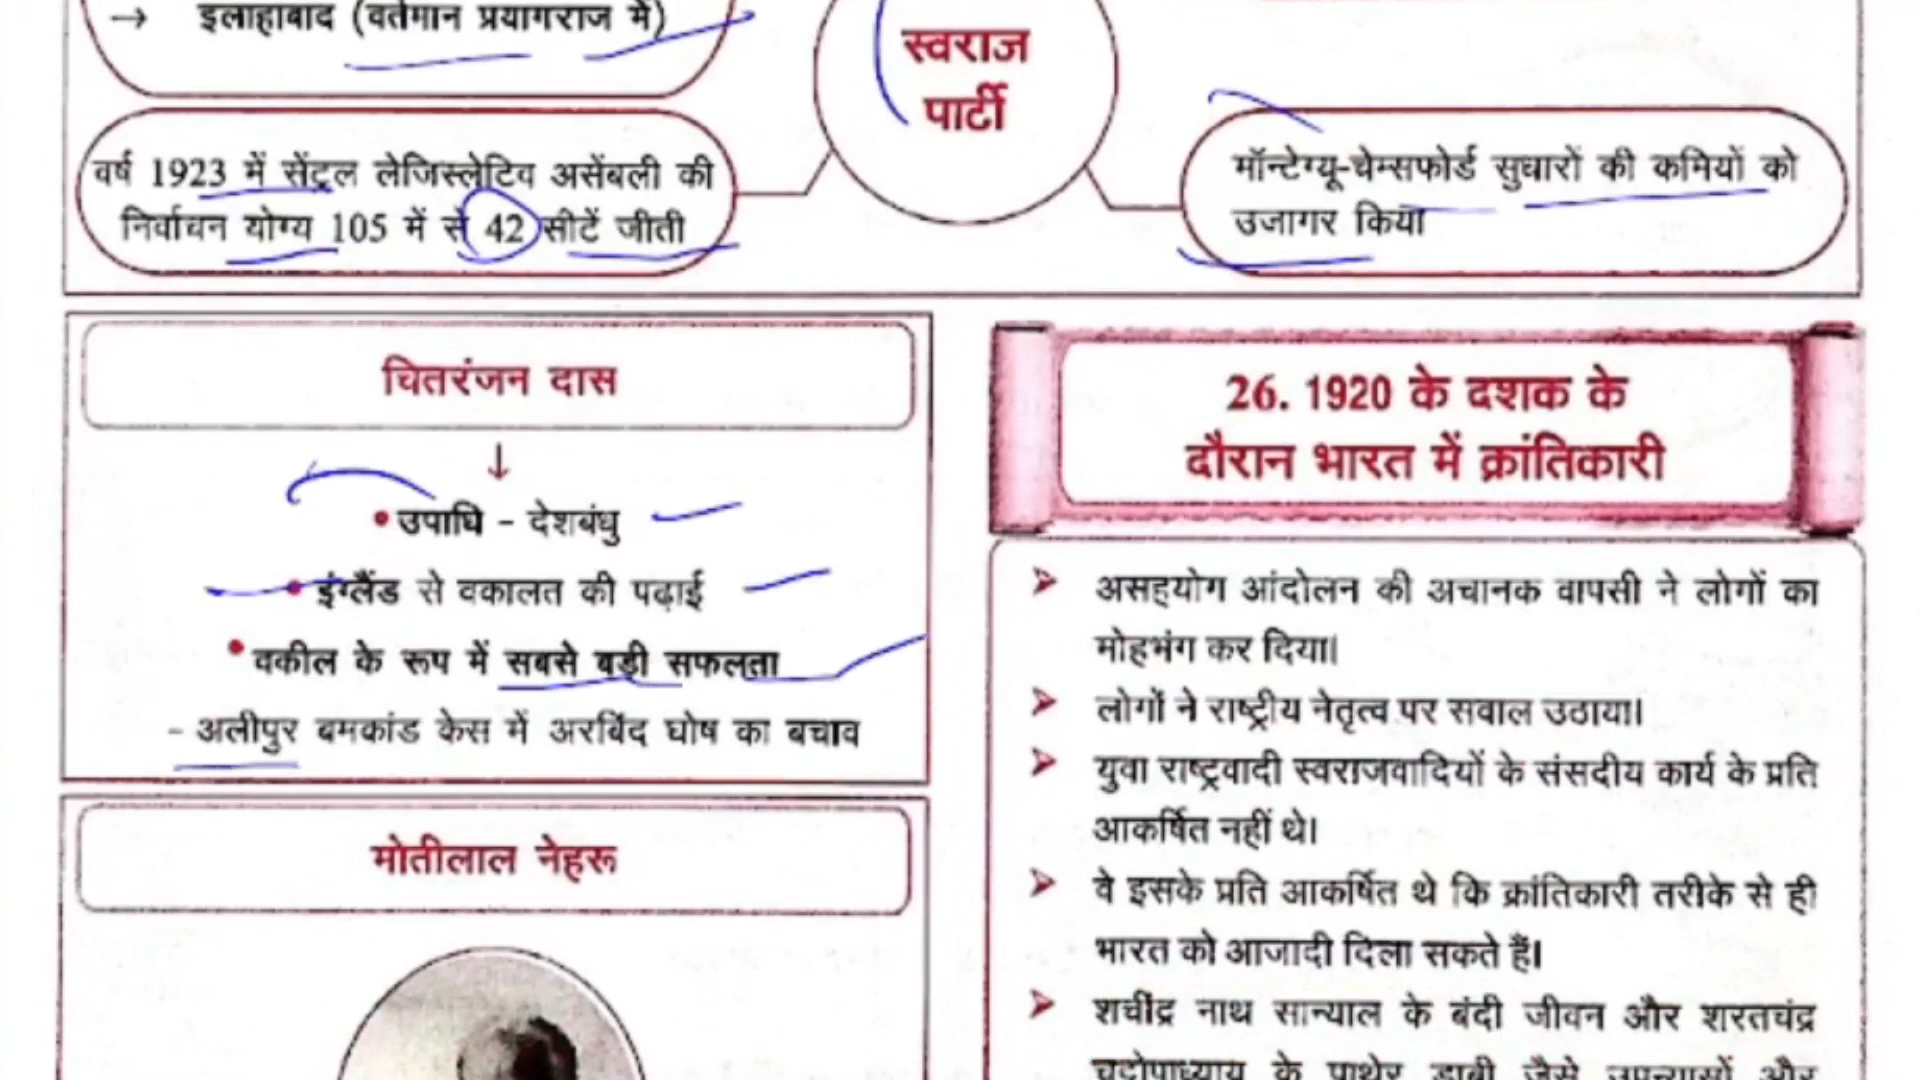 → इलाहाबाद (वर्तमान प्रयागराज में)
स्वराज
पार्टी
वर्ष 1923 में सेंट्रल लेजिस्लेटिव असेंबली की
निर्वाचन योग्य 105 में से 42 सीटें जीती
मॉन्टेग्यू-चेम्सफोर्ड सुधारों की कमियों को
उजागर किया
चितरंजन दास
↓
•उपाधि - देशबंधु
• इंग्लैंड से वकालत की पढ़ाई
• वकील के रूप में सबसे बड़ी सफलता
- अलीपुर बमकांड केस में अरबिंद घोष का बचाव
मोतीलाल नेहरू
26. 1920 के दशक के
दौरान भारत में क्रांतिकारी
➢ असहयोग आंदोलन की अचानक वापसी ने लोगों का
मोहभंग कर दिया।
➢ लोगों ने राष्ट्रीय नेतृत्व पर सवाल उठाया।
➢ युवा राष्ट्रवादी स्वराजवादियों के संसदीय कार्य के प्रति
आकर्षित नहीं थे।
➢ वे इसके प्रति आकर्षित थे कि क्रांतिकारी तरीके से ही
भारत को आजादी दिला सकते हैं।
➢ शचींद्र नाथ सान्याल के बंदी जीवन और शरतचंद्र
चट्टोपाध्याय के पाथेर दाबी जैसे उपन्यासों और